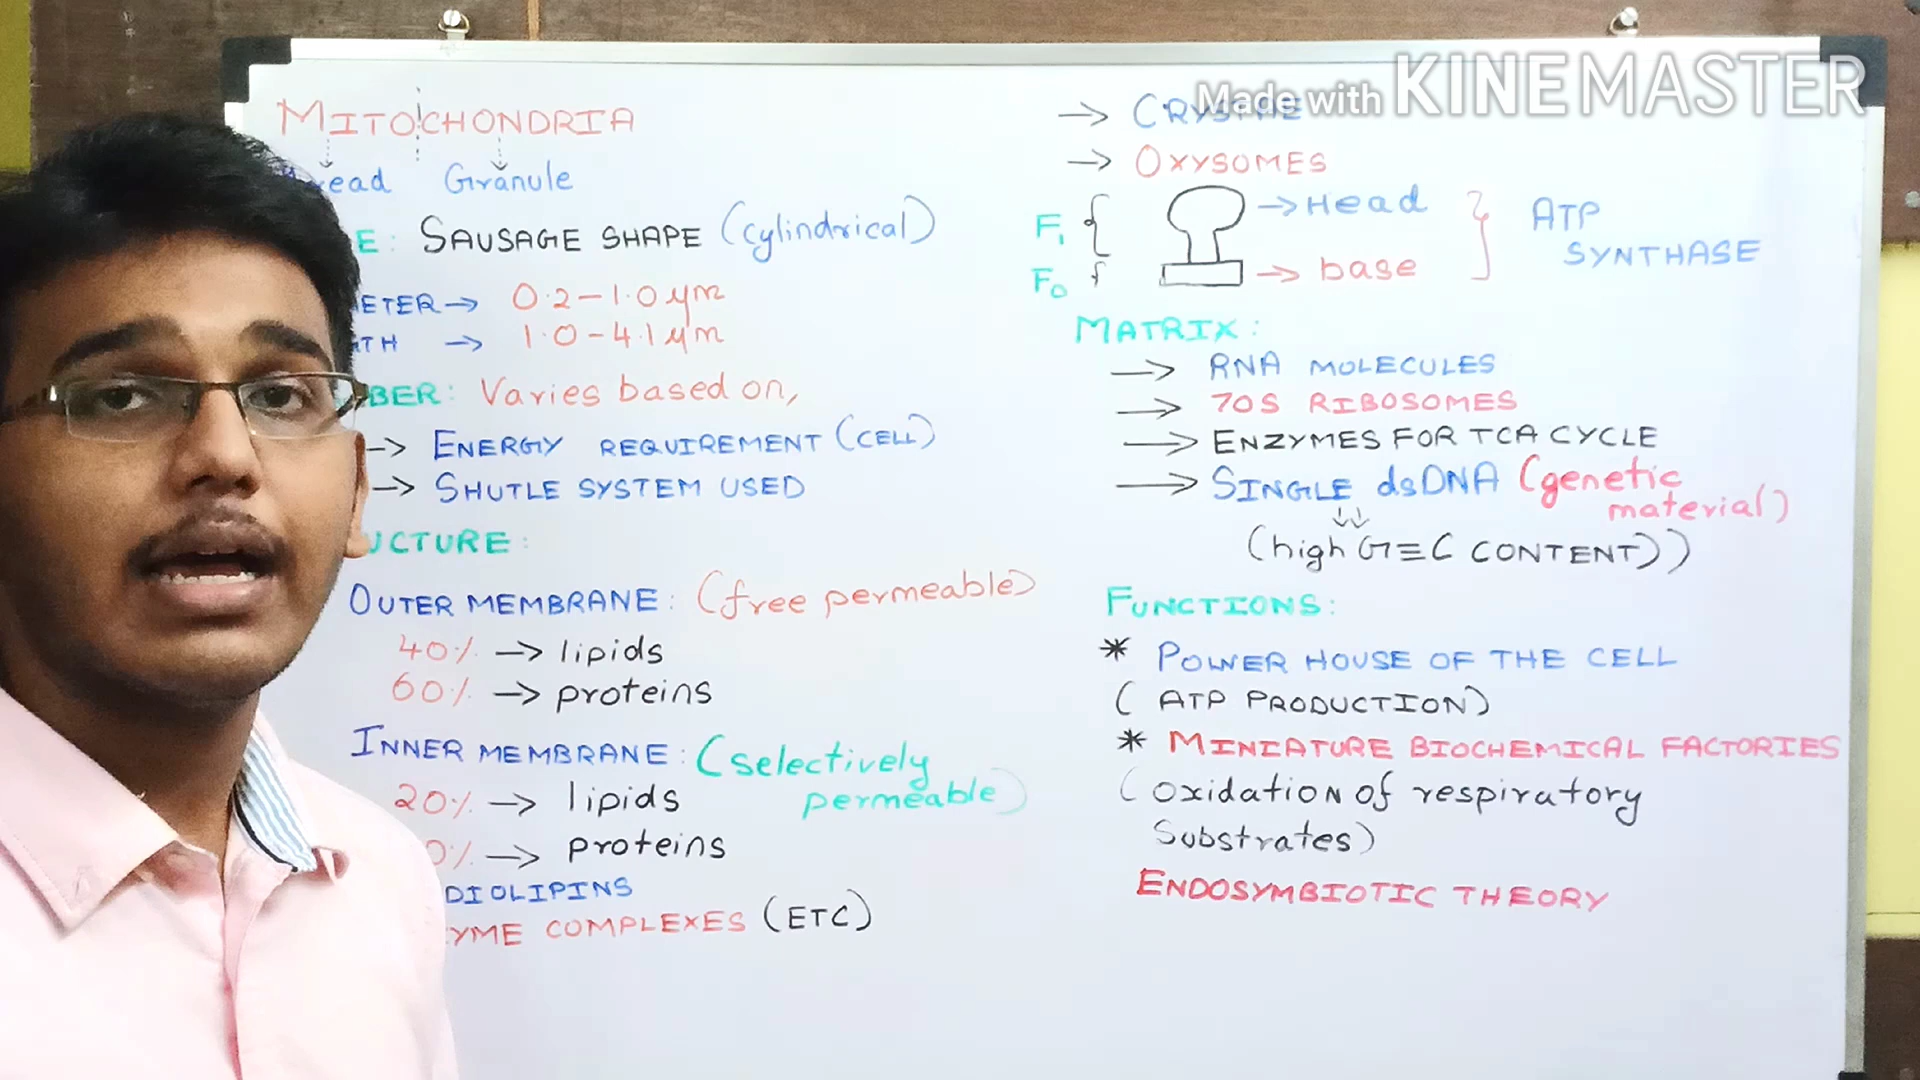 MITOCHONDRIA
Granule
SAUSAGE SHAPE (cylindrical)
0.2-1.0 μm
1.0-4.1 μm
Varies based on,
→ ENERGY REQUIREMENT (CELL)
→ SHUTLE SYSTEM USED
OUTER MEMBRANE: (free permeable)
40% → lipids
60% → proteins
INNER MEMBRANE: (selectively
permeable)
20% → lipids
→ proteins
COMPLEXES (ETC)
Made with KINEMASTER
→ OXYSOMES
F1 { → Head } ATP
SYNTHASE
F0 { → base
MATRIX:
→ RNA MOLECULES
→ 70S RIBOSOMES
→ ENZYMES FOR TCA CYCLE
→ SINGLE dsDNA (genetic
material)
(high G≡C CONTENT))
FUNCTIONS:
* POWER HOUSE OF THE CELL
( ATP PRODUCTION)
* MINIATURE BIOCHEMICAL FACTORIES
(oxidation of respiratory
Substrates)
ENDOSYMBIOTIC THEORY